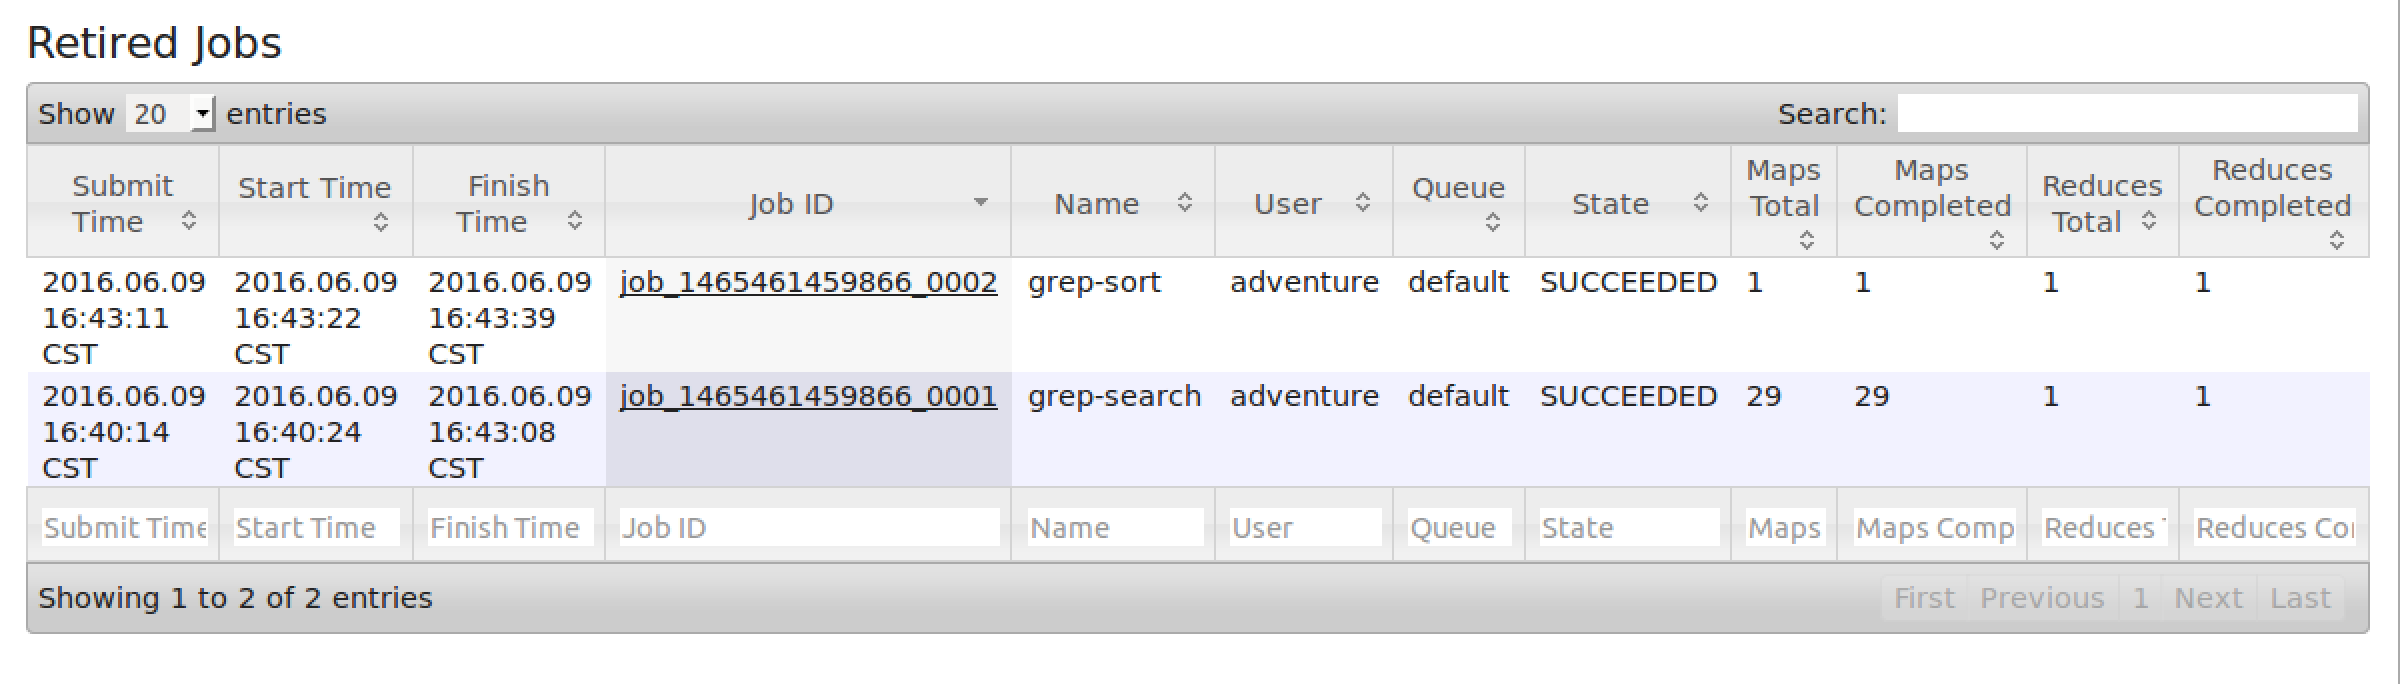 Retired Jobs
Show 20 entries Search:
Submit Time Start Time Finish Time Job ID Name User Queue State Maps Total Maps Completed Reduces Total Reduces Completed
2016.06.09 16:43:11 CST 2016.06.09 16:43:22 CST 2016.06.09 16:43:39 CST job_1465461459866_0002 grep-sort adventure default SUCCEEDED 1 1 1 1
2016.06.09 16:40:14 CST 2016.06.09 16:40:24 CST 2016.06.09 16:43:08 CST job_1465461459866_0001 grep-search adventure default SUCCEEDED 29 29 1 1
Submit Time Start Time Finish Time Job ID Name User Queue State Maps Maps Comp Reduces Reduces Co
Showing 1 to 2 of 2 entries First Previous 1 Next Last